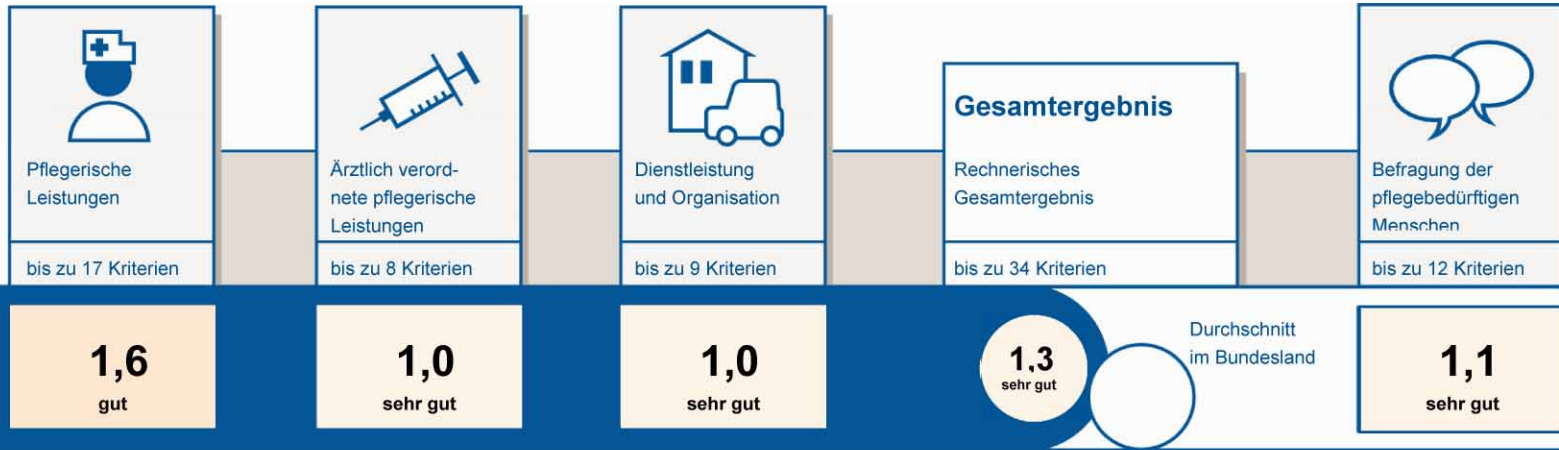 Pflegerische
Leistungen
bis zu 17 Kriterien
1,6
gut
Ärztlich verord-
nete pflegerische
Leistungen
bis zu 8 Kriterien
1,0
sehr gut
Dienstleistung
und Organisation
bis zu 9 Kriterien
1,0
sehr gut
Gesamtergebnis
Rechnerisches
Gesamtergebnis
bis zu 34 Kriterien
1,3
sehr gut
Durchschnitt
im Bundesland
Befragung der
pflegebedürftigen
Menschen
bis zu 12 Kriterien
1,1
sehr gut